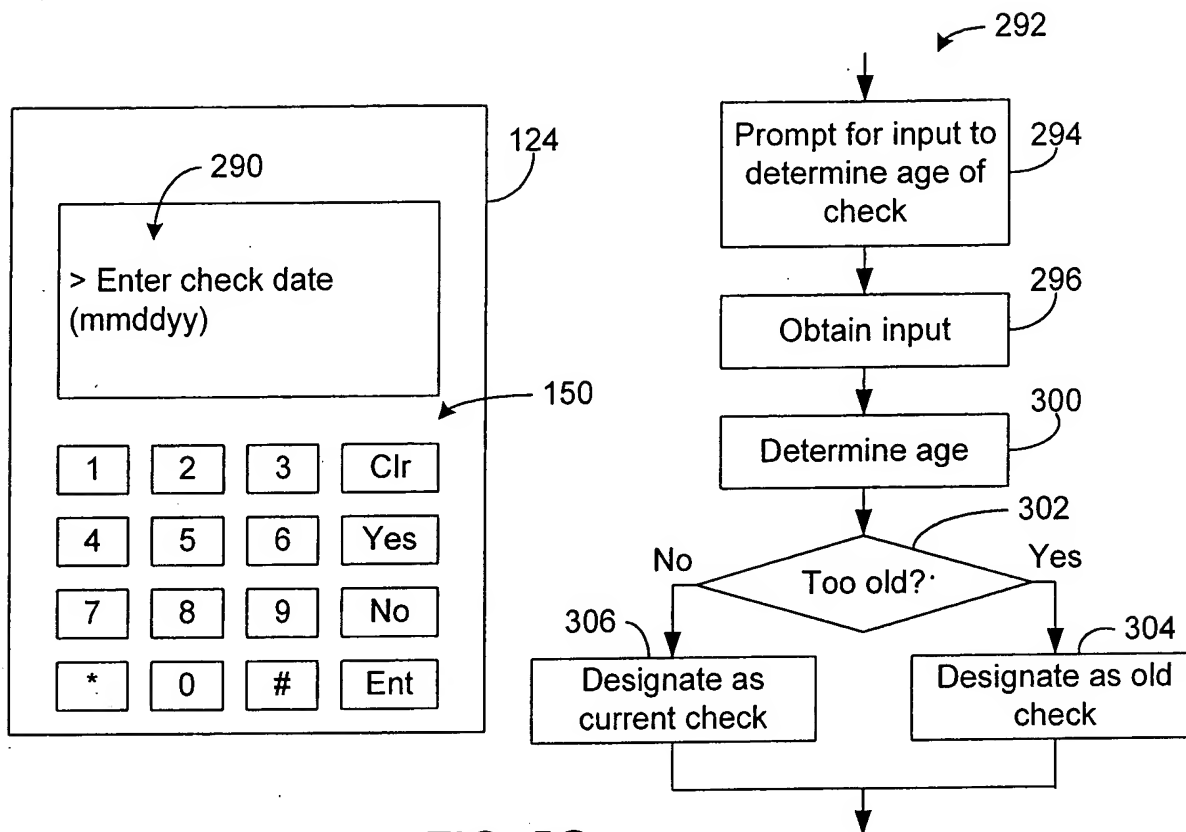 292
124
290
> Enter check date
(mmddyy)
150
1 2 3 Clr
4 5 6 Yes
7 8 9 No
* 0 # Ent
Prompt for input to
determine age of
check
294
296
Obtain input
300
Determine age
302
No
Too old?
Yes
306
Designate as
current check
304
Designate as old
check